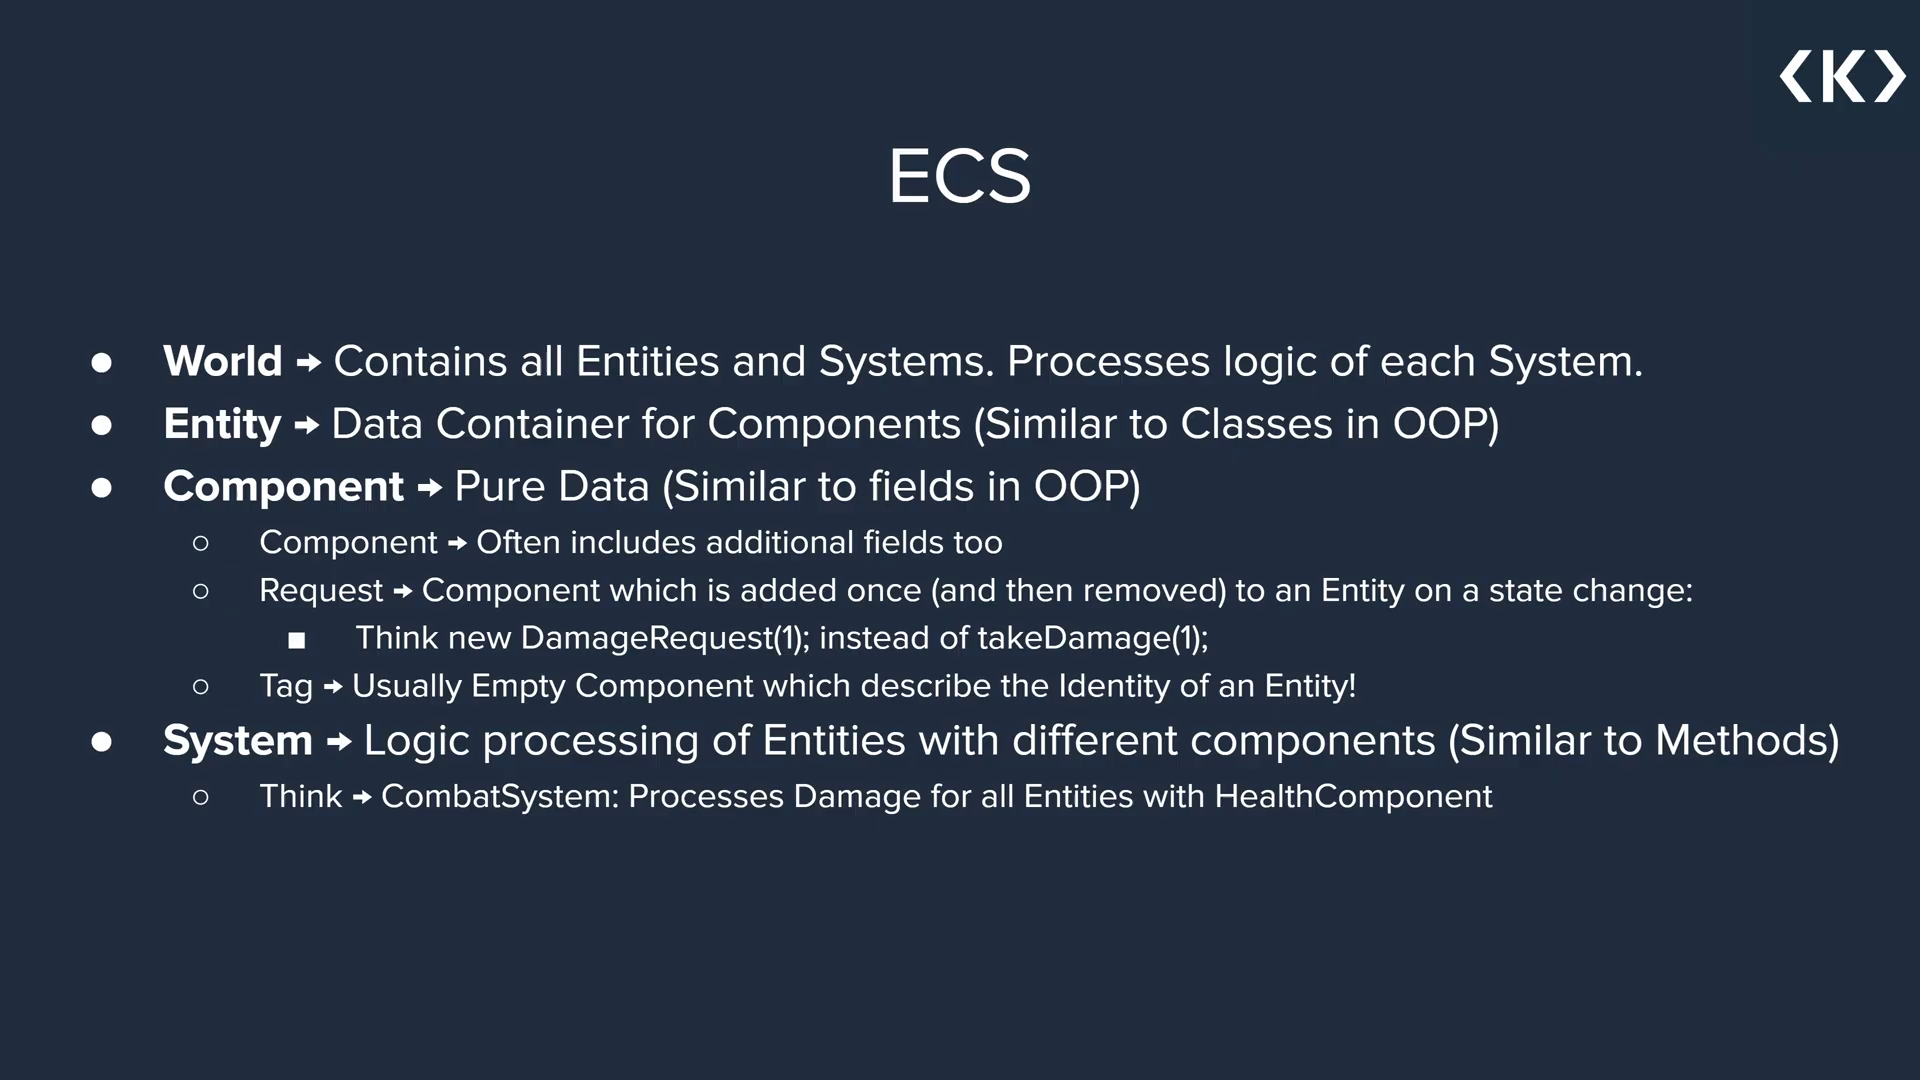 ‹K›
ECS
● World → Contains all Entities and Systems. Processes logic of each System.
● Entity → Data Container for Components (Similar to Classes in OOP)
● Component → Pure Data (Similar to fields in OOP)
○ Component → Often includes additional fields too
○ Request → Component which is added once (and then removed) to an Entity on a state change:
■ Think new DamageRequest(1); instead of takeDamage(1);
○ Tag → Usually Empty Component which describe the Identity of an Entity!
● System → Logic processing of Entities with different components (Similar to Methods)
○ Think → CombatSystem: Processes Damage for all Entities with HealthComponent